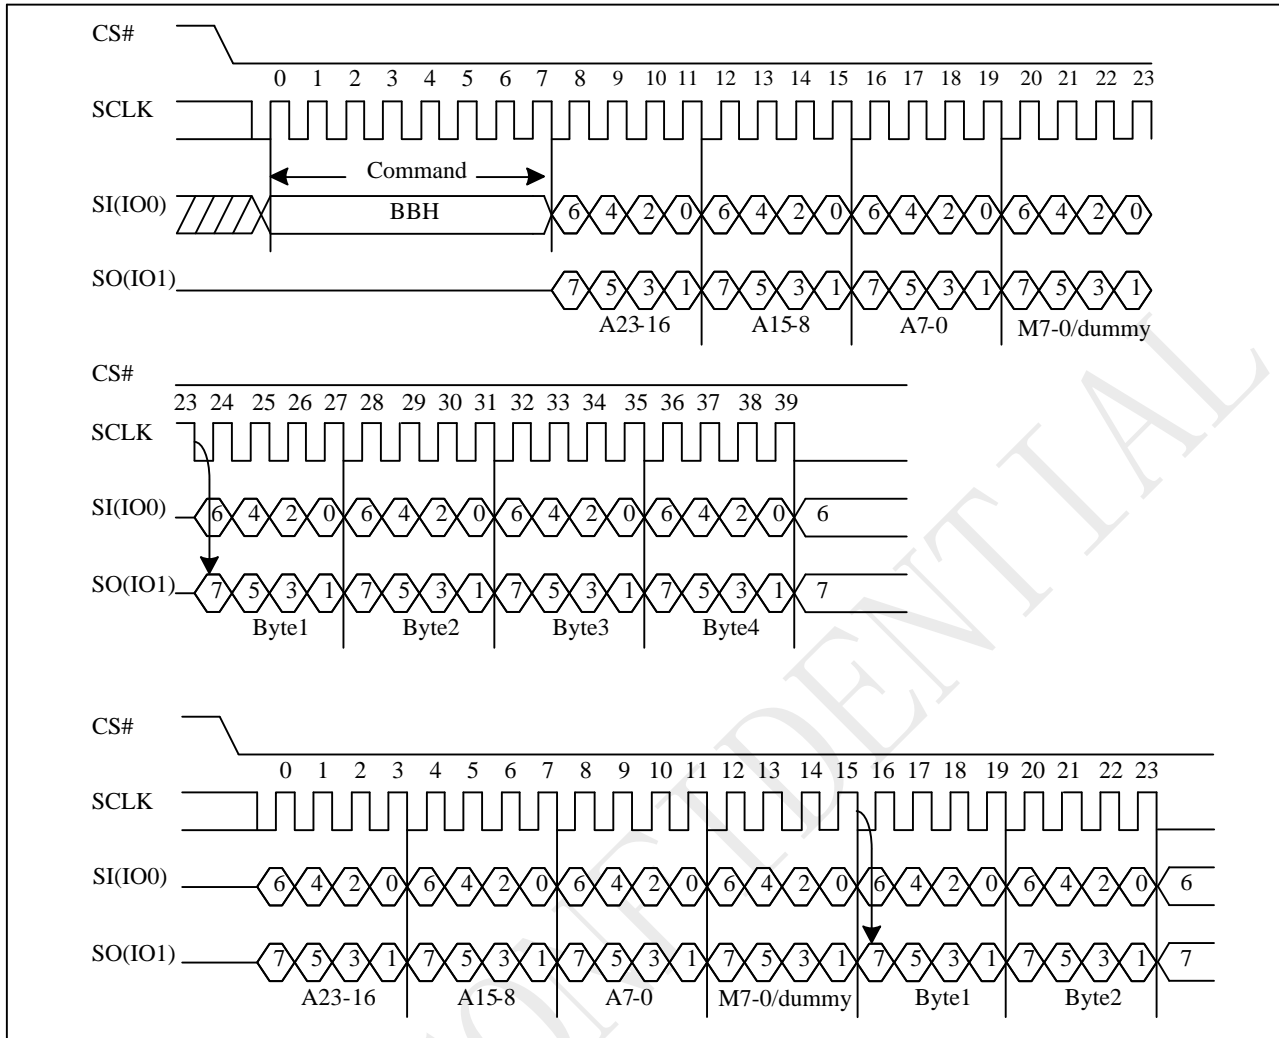 CS#
0 1 2 3 4 5 6 7 8 9 10 11 12 13 14 15 16 17 18 19 20 21 22 23
SCLK
Command
SI(IO0) BBH 6 4 2 0 6 4 2 0 6 4 2 0 6 4 2 0
SO(IO1) 7 5 3 1 7 5 3 1 7 5 3 1 7 5 3 1
A23-16 A15-8 A7-0 M7-0/dummy
CS#
23 24 25 26 27 28 29 30 31 32 33 34 35 36 37 38 39
SCLK
SI(IO0) 6 4 2 0 6 4 2 0 6 4 2 0 6 4 2 0 6
SO(IO1) 7 5 3 1 7 5 3 1 7 5 3 1 7 5 3 1 7
Byte1 Byte2 Byte3 Byte4
CS#
0 1 2 3 4 5 6 7 8 9 10 11 12 13 14 15 16 17 18 19 20 21 22 23
SCLK
SI(IO0) 6 4 2 0 6 4 2 0 6 4 2 0 6 4 2 0 6 4 2 0 6 4 2 0 6
SO(IO1) 7 5 3 1 7 5 3 1 7 5 3 1 7 5 3 1 7 5 3 1 7 5 3 1 7
A23-16 A15-8 A7-0 M7-0/dummy Byte1 Byte2